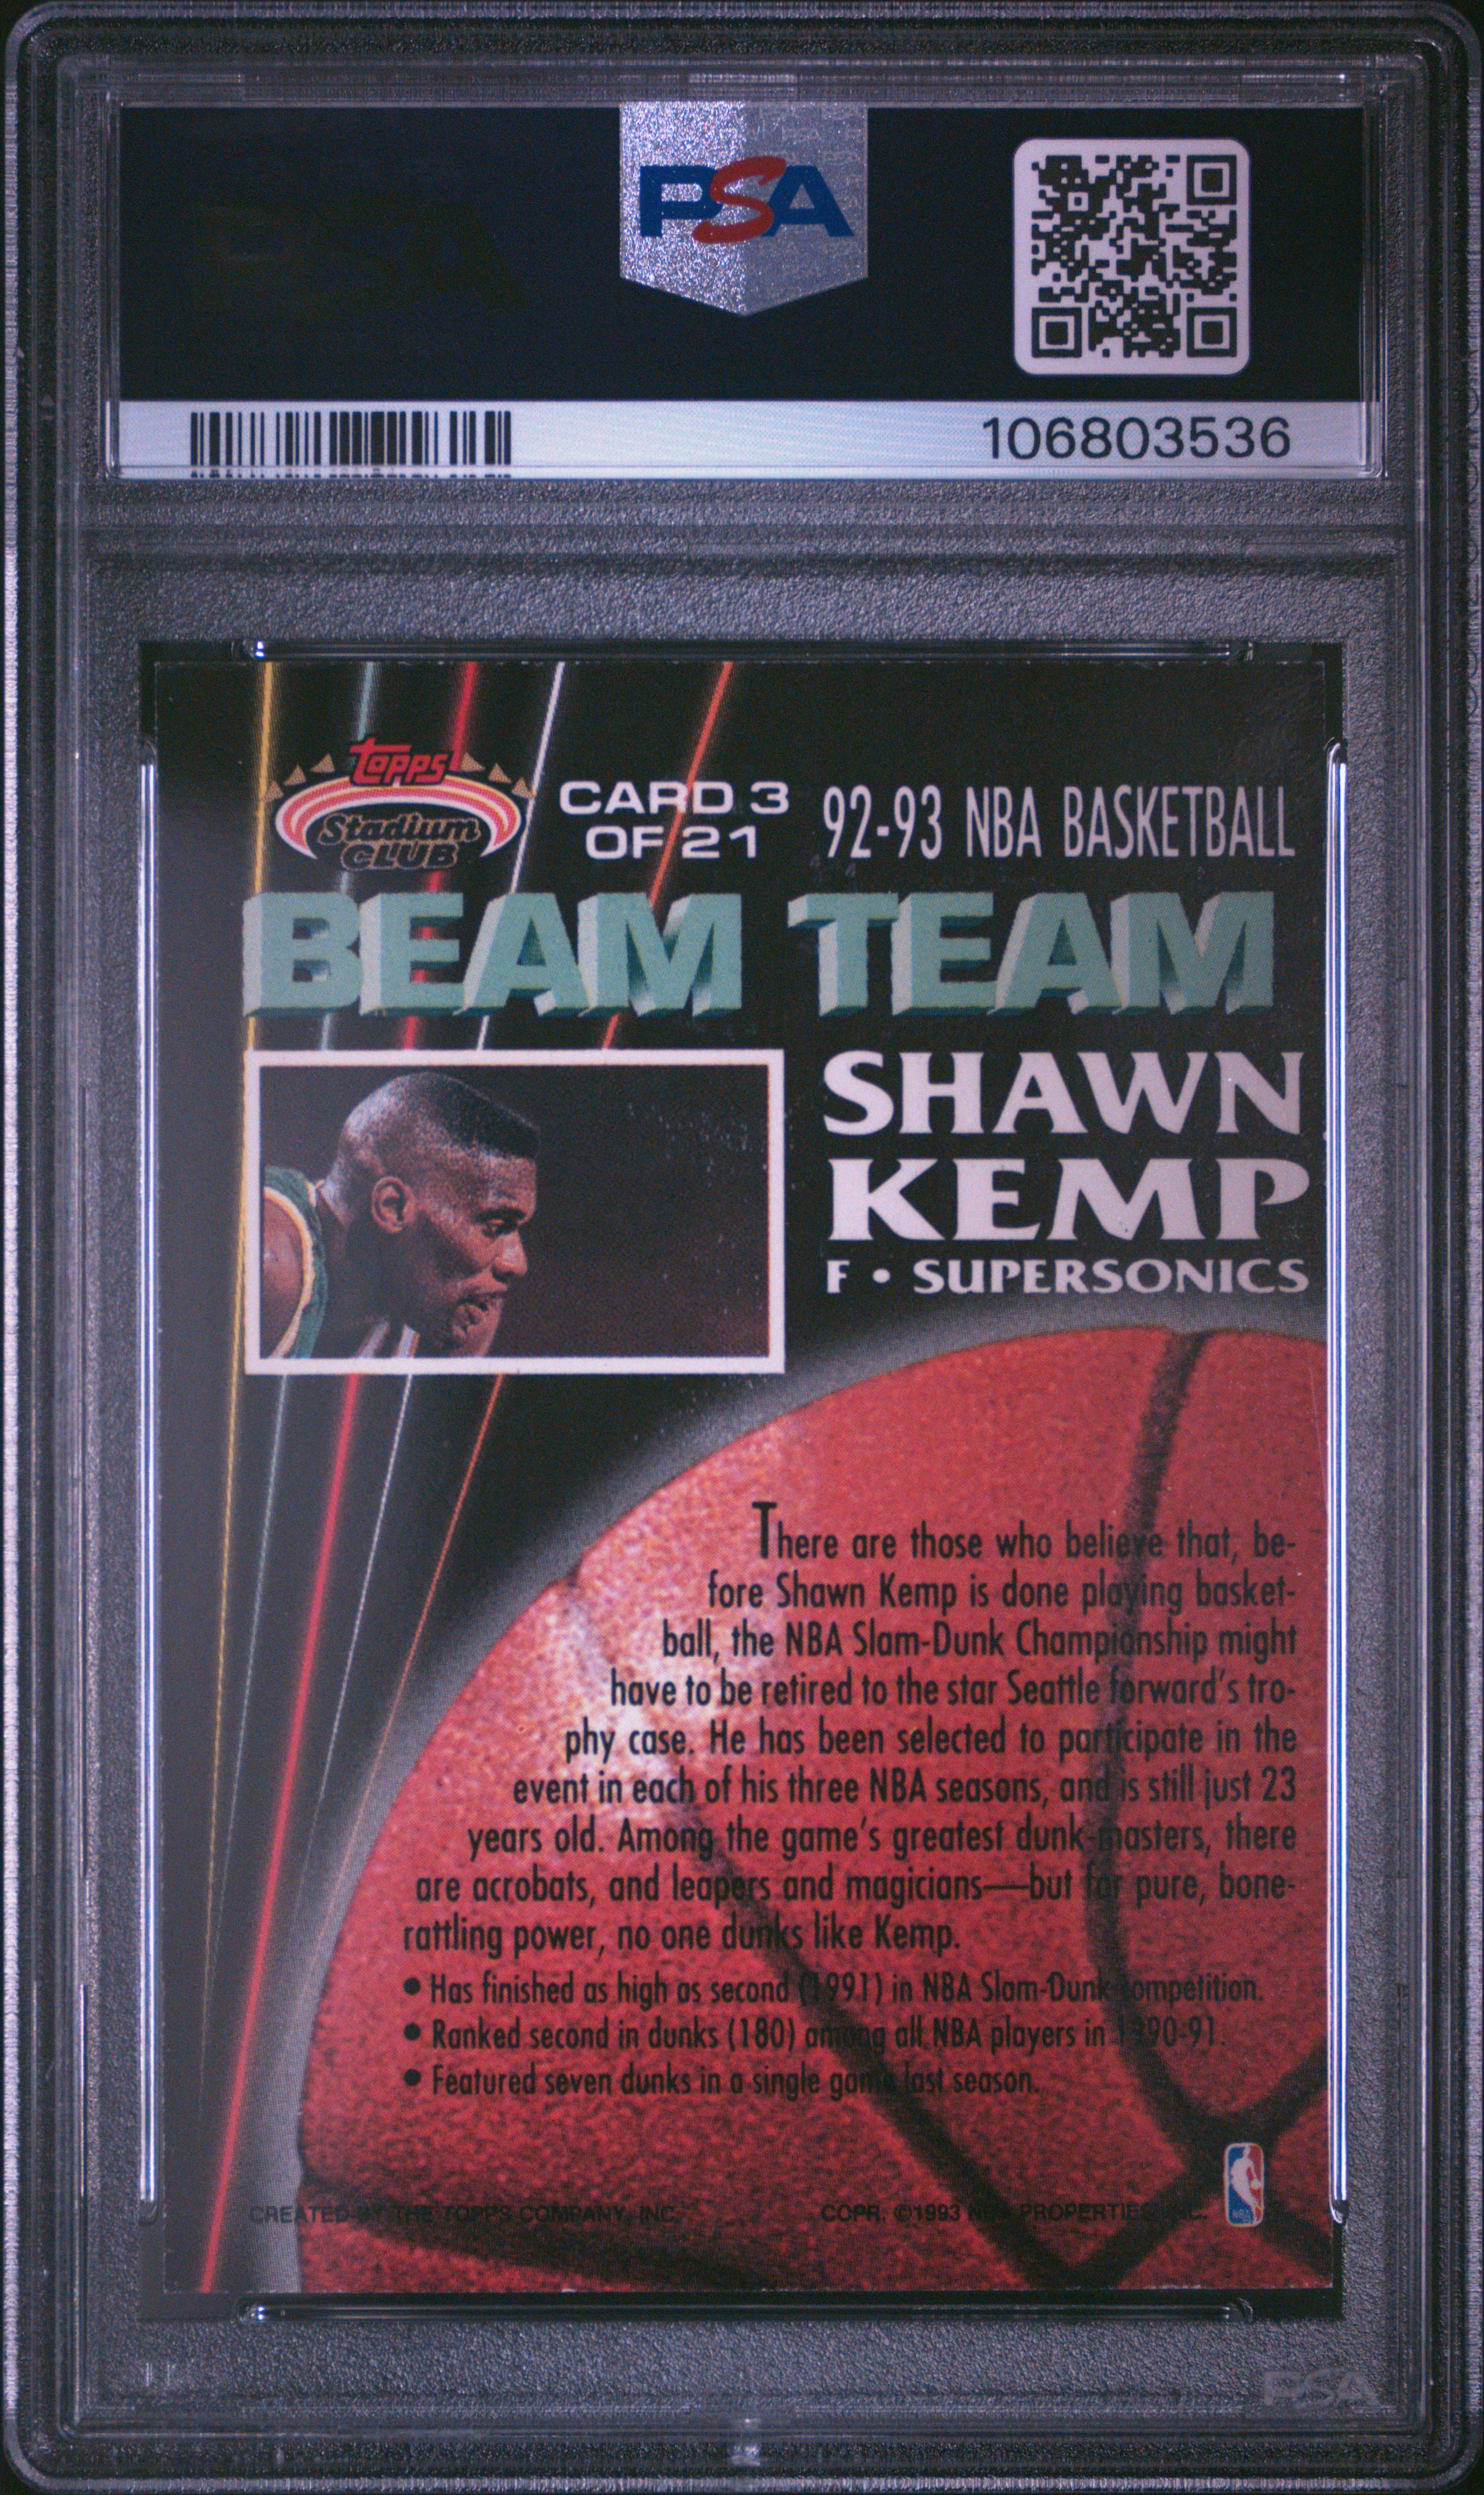 PSA
106803536
Topps
Stadium
CLUB
CARD 3
OF 21
92-93 NBA BASKETBALL
BEAM TEAM
SHAWN
KEMP
F • SUPERSONICS
There are those who believe that, be-
fore Shawn Kemp is done playing basket-
ball, the NBA Slam-Dunk Championship might
have to be retired to the star Seattle forward's tro-
phy case. He has been selected to participate in the
event in each of his three NBA seasons, and is still just 23
years old. Among the game's greatest dunk-masters, there
are acrobats, and leapers and magicians—but for pure, bone-
rattling power, no one dunks like Kemp.
• Has finished as high as second (1991) in NBA Slam-Dunk competition.
• Ranked second in dunks (180) among all NBA players in 1990-91.
• Featured seven dunks in a single game last season.
CREATED BY THE TOPPS COMPANY, INC.
COPR. ©1993 NBA PROPERTIES INC.
NBA
PSA